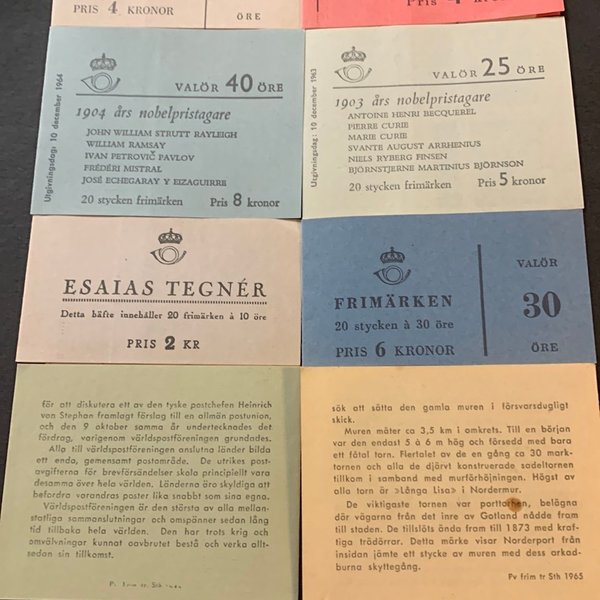 PRIS 4 KRONOR
ÖRE
PRIS 4 KRONOR
Utgivningsdag: 10 december 1964
VALÖR 40 ÖRE
1904 års nobelpristagare
JOHN WILLIAM STRUTT RAYLEIGH
WILLIAM RAMSAY
IVAN PETROVIČ PAVLOV
FRÉDÉRI MISTRAL
JOSÉ ECHEGARAY Y EIZAGUIRRE
20 stycken frimärken Pris 8 kronor
Utgivningsdag: 10 december 1963
VALÖR 25 ÖRE
1903 års nobelpristagare
ANTOINE HENRI BECQUEREL
PIERRE CURIE
MARIE CURIE
SVANTE AUGUST ARRHENIUS
NIELS RYBERG FINSEN
BJÖRNSTJERNE MARTINIUS BJÖRNSON
20 stycken frimärken Pris 5 kronor
ESAIAS TEGNÉR
Detta häfte innehåller 20 frimärken à 10 öre
PRIS 2 KR
FRIMÄRKEN
20 stycken à 30 öre
PRIS 6 KRONOR
VALÖR
30
ÖRE
för att diskutera ett av den tyske postchefen Heinrich
von Stephan framlagt förslag till en allmän postunion,
och den 9 oktober samma år undertecknades det
fördrag, varigenom världspostföreningen grundades.
Alla till världspostföreningen anslutna länder bilda
ett enda, gemensamt postområde. De utrikes post-
avgifterna för brevförsändelser skola principiellt vara
desamma över hela världen. Länderna äro skyldiga att
befordra varandras poster lika snabbt som sina egna.
Världspostföreningen är den största av alla mellan-
statliga sammanslutningar och omspänner sedan lång
tid tillbaka hela världen. Den har trots krig och
omvälvningar kunnat oavbrutet bestå och verka allt-
sedan sin tillkomst.
Pv frim tr Sth
sök att sätta den gamla muren i försvarsdugligt
skick.
Muren mäter ca 3,5 km i omkrets. Till en början
var den endast 5 à 6 m hög och försedd med bara
ett fåtal torn. Flertalet av de en gång ca 30 mark-
tornen och alla de djärvt konstruerade sadeltornen
tillkom i samband med murförhöjningen. Högst av
alla torn är »Långa Lisa» i Nordermur.
De viktigaste tornen var porttornen, belägna
där vägarna från det inre av Gotland nådde fram
till staden. De tillslöts ända fram till 1873 med kraf-
tiga trädörrar. Detta märke visar Norderport från
insidan jämte ett stycke av muren med dess arkad-
burna skyttegång.
Pv frim tr Sth 1965